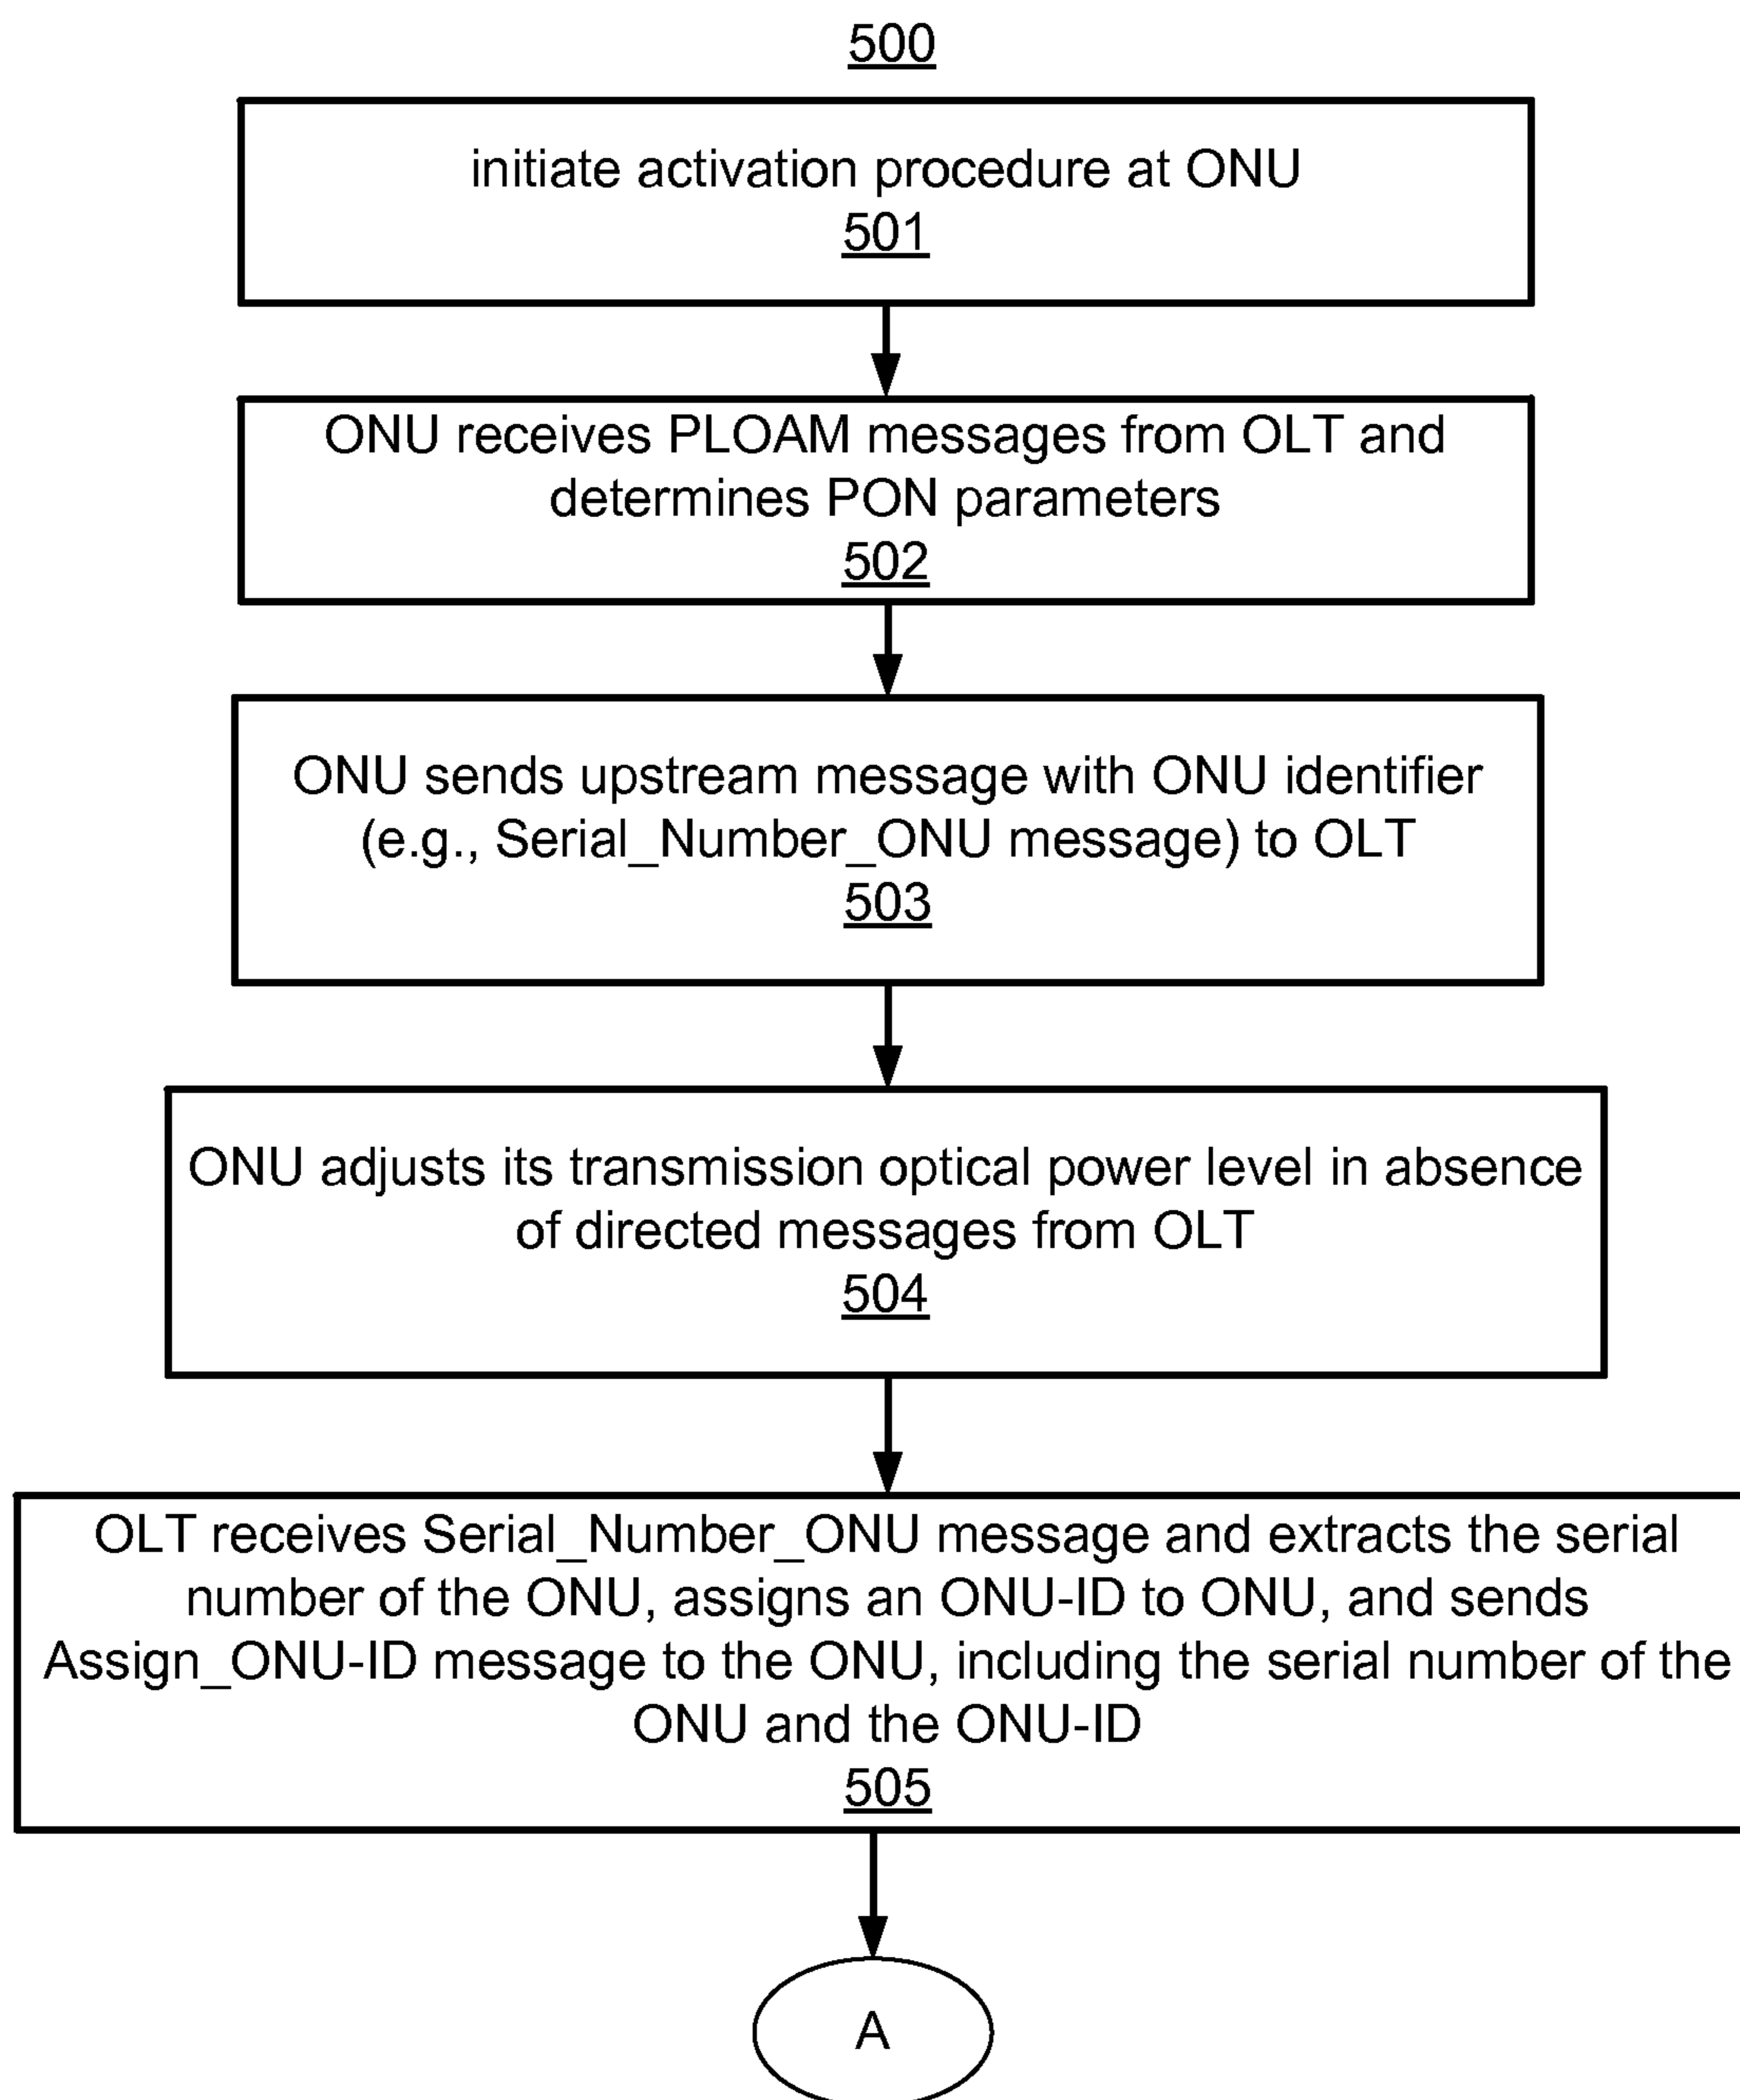 500
initiate activation procedure at ONU
501
ONU receives PLOAM messages from OLT and
determines PON parameters
502
ONU sends upstream message with ONU identifier
(e.g., Serial_Number_ONU message) to OLT
503
ONU adjusts its transmission optical power level in absence
of directed messages from OLT
504
OLT receives Serial_Number_ONU message and extracts the serial
number of the ONU, assigns an ONU-ID to ONU, and sends
Assign_ONU-ID message to the ONU, including the serial number of the
ONU and the ONU-ID
505
A